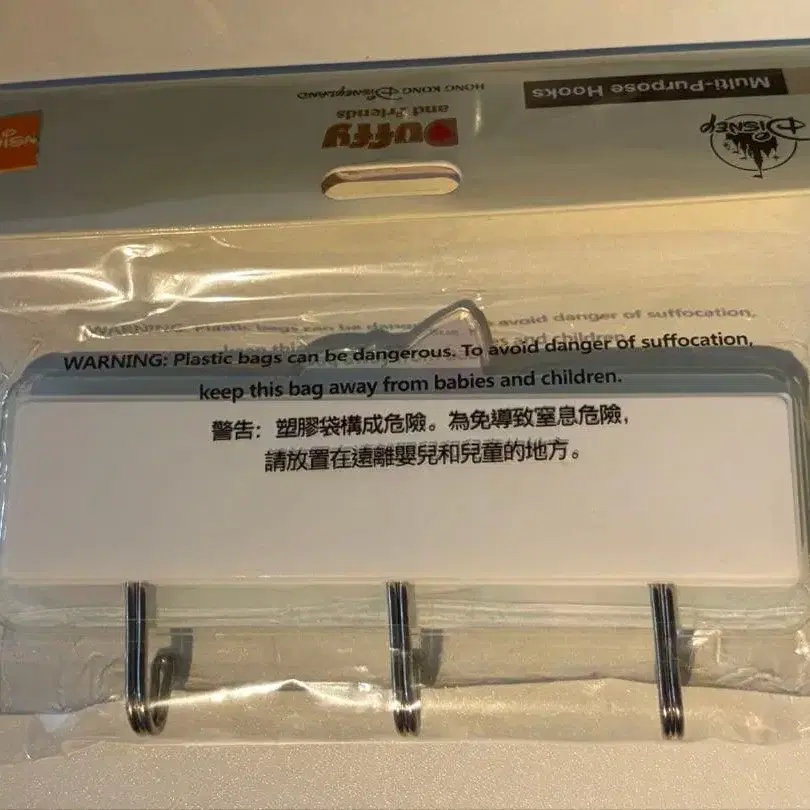 HONG KONG DISNEYLAND
Duffy
and Friends
Multi-Purpose Hooks
DISNEP
WARNING: Plastic bags can be dangerous. To avoid danger of suffocation,
keep this bag away from babies and children.
警告：塑膠袋構成危險。為免導致窒息危險，
請放置在遠離嬰兒和兒童的地方。